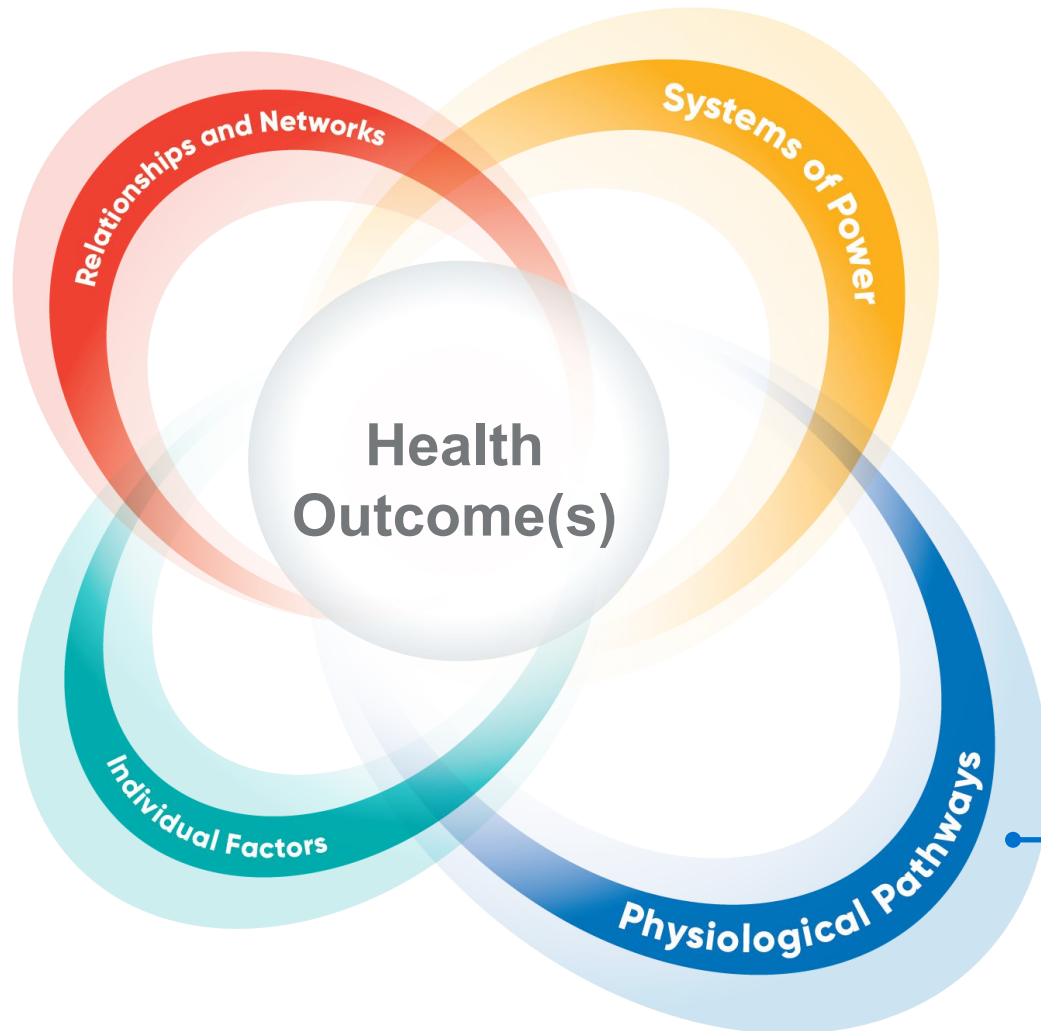 Relationships and Networks
Systems of Power
Health
Outcome(s)
Individual Factors
Physiological Pathways